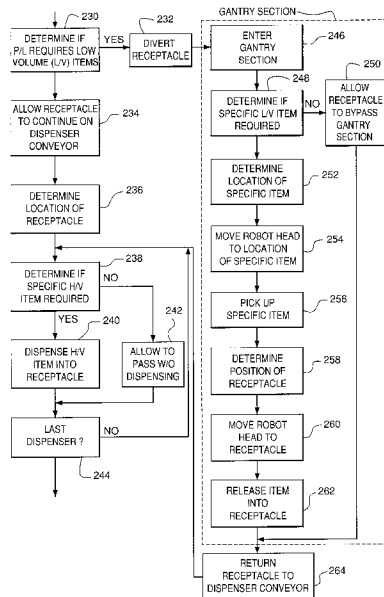 GANTRY SECTION
230
DETERMINE IF
P/L REQUIRES LOW
VOLUME (L/V) ITEMS
YES
232
DIVERT
RECEPTACLE
ENTER
GANTRY
SECTION
246
248
DETERMINE IF
SPECIFIC L/V ITEM
REQUIRED
NO
250
ALLOW
RECEPTACLE
TO BYPASS
GANTRY
SECTION
ALLOW RECEPTACLE
TO CONTINUE ON
DISPENSER
CONVEYOR
234
DETERMINE
LOCATION OF
SPECIFIC ITEM
252
DETERMINE
LOCATION OF
RECEPTACLE
236
MOVE ROBOT HEAD
TO LOCATION
OF SPECIFIC ITEM
254
238
DETERMINE IF
SPECIFIC H/V
ITEM REQUIRED
NO
YES
PICK UP
SPECIFIC ITEM
256
240
DISPENSE H/V
ITEM INTO
RECEPTACLE
242
ALLOW TO
PASS W/O
DISPENSING
DETERMINE
POSITION OF
RECEPTACLE
258
LAST
DISPENSER ?
NO
244
MOVE ROBOT
HEAD TO
RECEPTACLE
260
RELEASE ITEM
INTO
RECEPTACLE
262
RETURN
RECEPTACLE TO
DISPENSER CONVEYOR
264